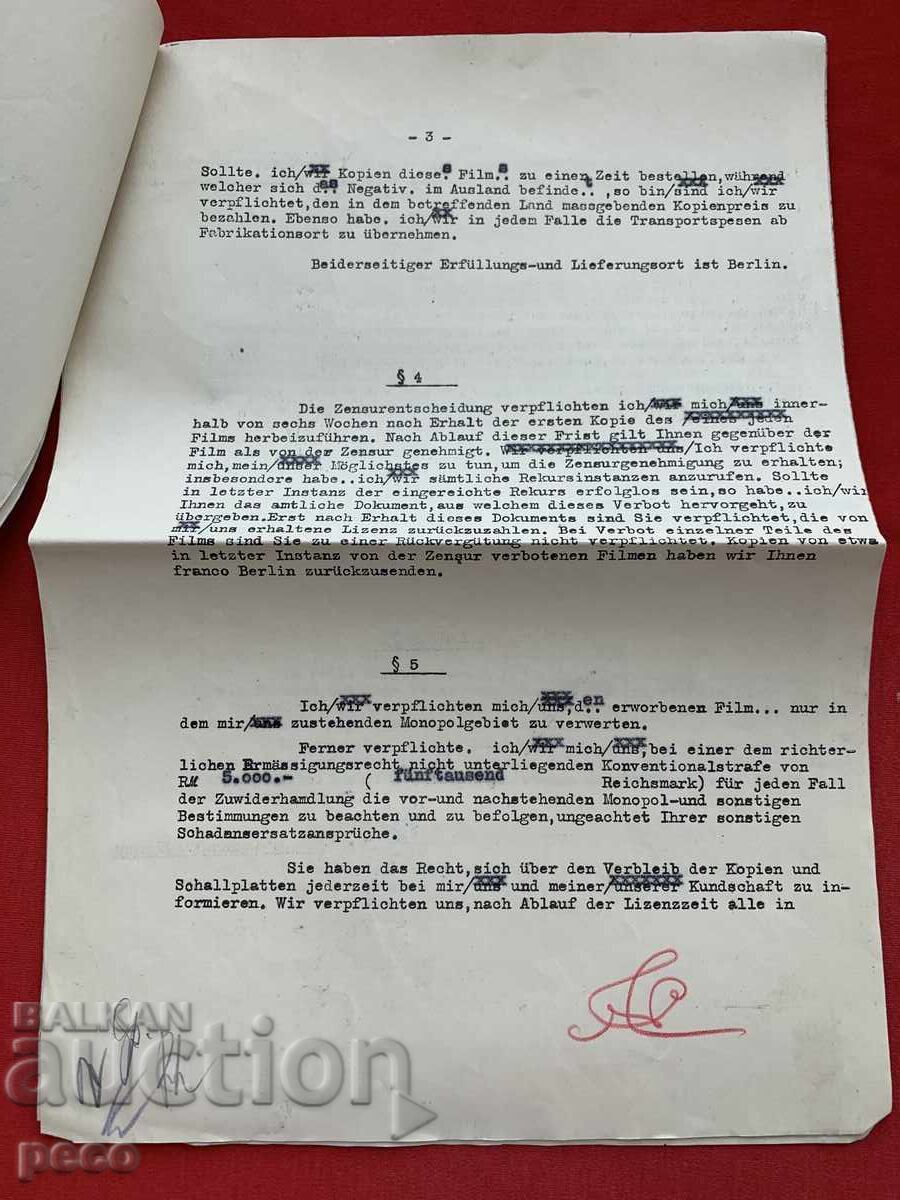 - 3 -
Sollte. ich/wir Kopien diese.s Film..s zu einer Zeit bestellen,während
welcher sich d..as Negativ. im Ausland befinde..t ,so bin/sind ich/wir
verpflichtet,den in dem betreffenden Land massgebenden Kopienpreis zu
bezahlen. Ebenso habe. ich/wir in jedem Falle die Transportspesen ab
Fabrikationsort zu übernehmen.
Beiderseitiger Erfüllungs-und Lieferungsort ist Berlin.
§ 4
Die Zensurentscheidung verpflichten ich/wir mich/uns inner-
halb von sechs Wochen nach Erhalt der ersten Kopie des /eines jeden
Films herbeizuführen. Nach Ablauf dieser Frist gilt Ihnen gegenüber der
Film als von der Zensur genehmigt. Wir verpflichten uns/Ich verpflichte
mich,mein/unser Möglichstes zu tun,um die Zensurgenehmigung zu erhalten;
insbesondere habe..ich/wir sämtliche Rekursinstanzen anzurufen. Sollte
in letzter Instanz der eingereichte Rekurs erfolglos sein,so habe..ich/wir
Ihnen das amtliche Dokument,aus welchem dieses Verbot hervorgeht,zu
übergeben.Erst nach Erhalt dieses Dokuments sind Sie verpflichtet,die von
mir/uns erhaltene Lizenz zurückzuzahlen. Bei Verbot einzelner Teile des
Films sind Sie zu einer Rückvergütung nicht verpflichtet. Kopien von etwa
in letzter Instanz von der Zensur verbotenen Filmen haben wir Ihnen
franco Berlin zurückzusenden.
§ 5
Ich/wir verpflichten mich/uns,d..en erworbenen Film... nur in
dem mir/uns zustehenden Monopolgebiet zu verwerten.
Ferner verpflichte. ich/wir mich/uns,bei einer dem richter-
lichen Ermässigungsrecht nicht unterliegenden Konventionalstrafe von
RM 5.000.- ( fünftausend Reichsmark) für jeden Fall
der Zuwiderhandlung die vor-und nachstehenden Monopol-und sonstigen
Bestimmungen zu beachten und zu befolgen,ungeachtet Ihrer sonstigen
Schadansersatzansprüche.
Sie haben das Recht,sich über den Verbleib der Kopien und
Schallplatten jederzeit bei mir/uns und meiner/unserer Kundschaft zu in-
formieren. Wir verpflichten uns,nach Ablauf der Lizenzzeit alle in
BALKAN
auction
peco